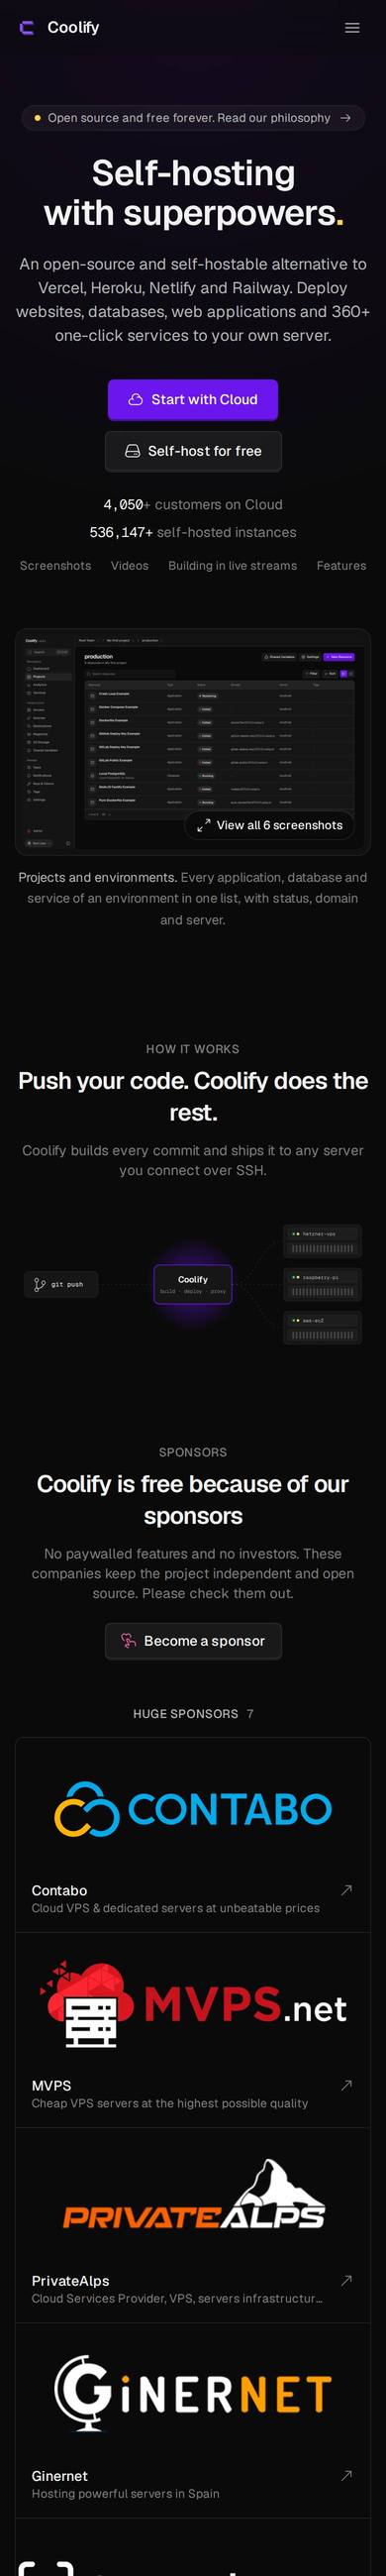 Coolify
Open source and free forever. Read our philosophy →
Self-hosting
with superpowers.
An open-source and self-hostable alternative to
Vercel, Heroku, Netlify and Railway. Deploy
websites, databases, web applications and 360+
one-click services to your own server.
Start with Cloud
Self-host for free
4,050+ customers on Cloud
536,147+ self-hosted instances
Screenshots Videos Building in live streams Features
Coolify
production
View all 6 screenshots
Projects and environments. Every application, database and
service of an environment in one list, with status, domain
and server.
HOW IT WORKS
Push your code. Coolify does the
rest.
Coolify builds every commit and ships it to any server
you connect over SSH.
hetzner-vps
git push
Coolify
build · deploy · proxy
raspberry-pi
aws-ec2
SPONSORS
Coolify is free because of our
sponsors
No paywalled features and no investors. These
companies keep the project independent and open
source. Please check them out.
Become a sponsor
HUGE SPONSORS 7
CONTABO
Contabo
Cloud VPS & dedicated servers at unbeatable prices
MVPS.net
MVPS
Cheap VPS servers at the highest possible quality
PRIVATEALPS
PrivateAlps
Cloud Services Provider, VPS, servers infrastructur...
GiNERNET
Ginernet
Hosting powerful servers in Spain